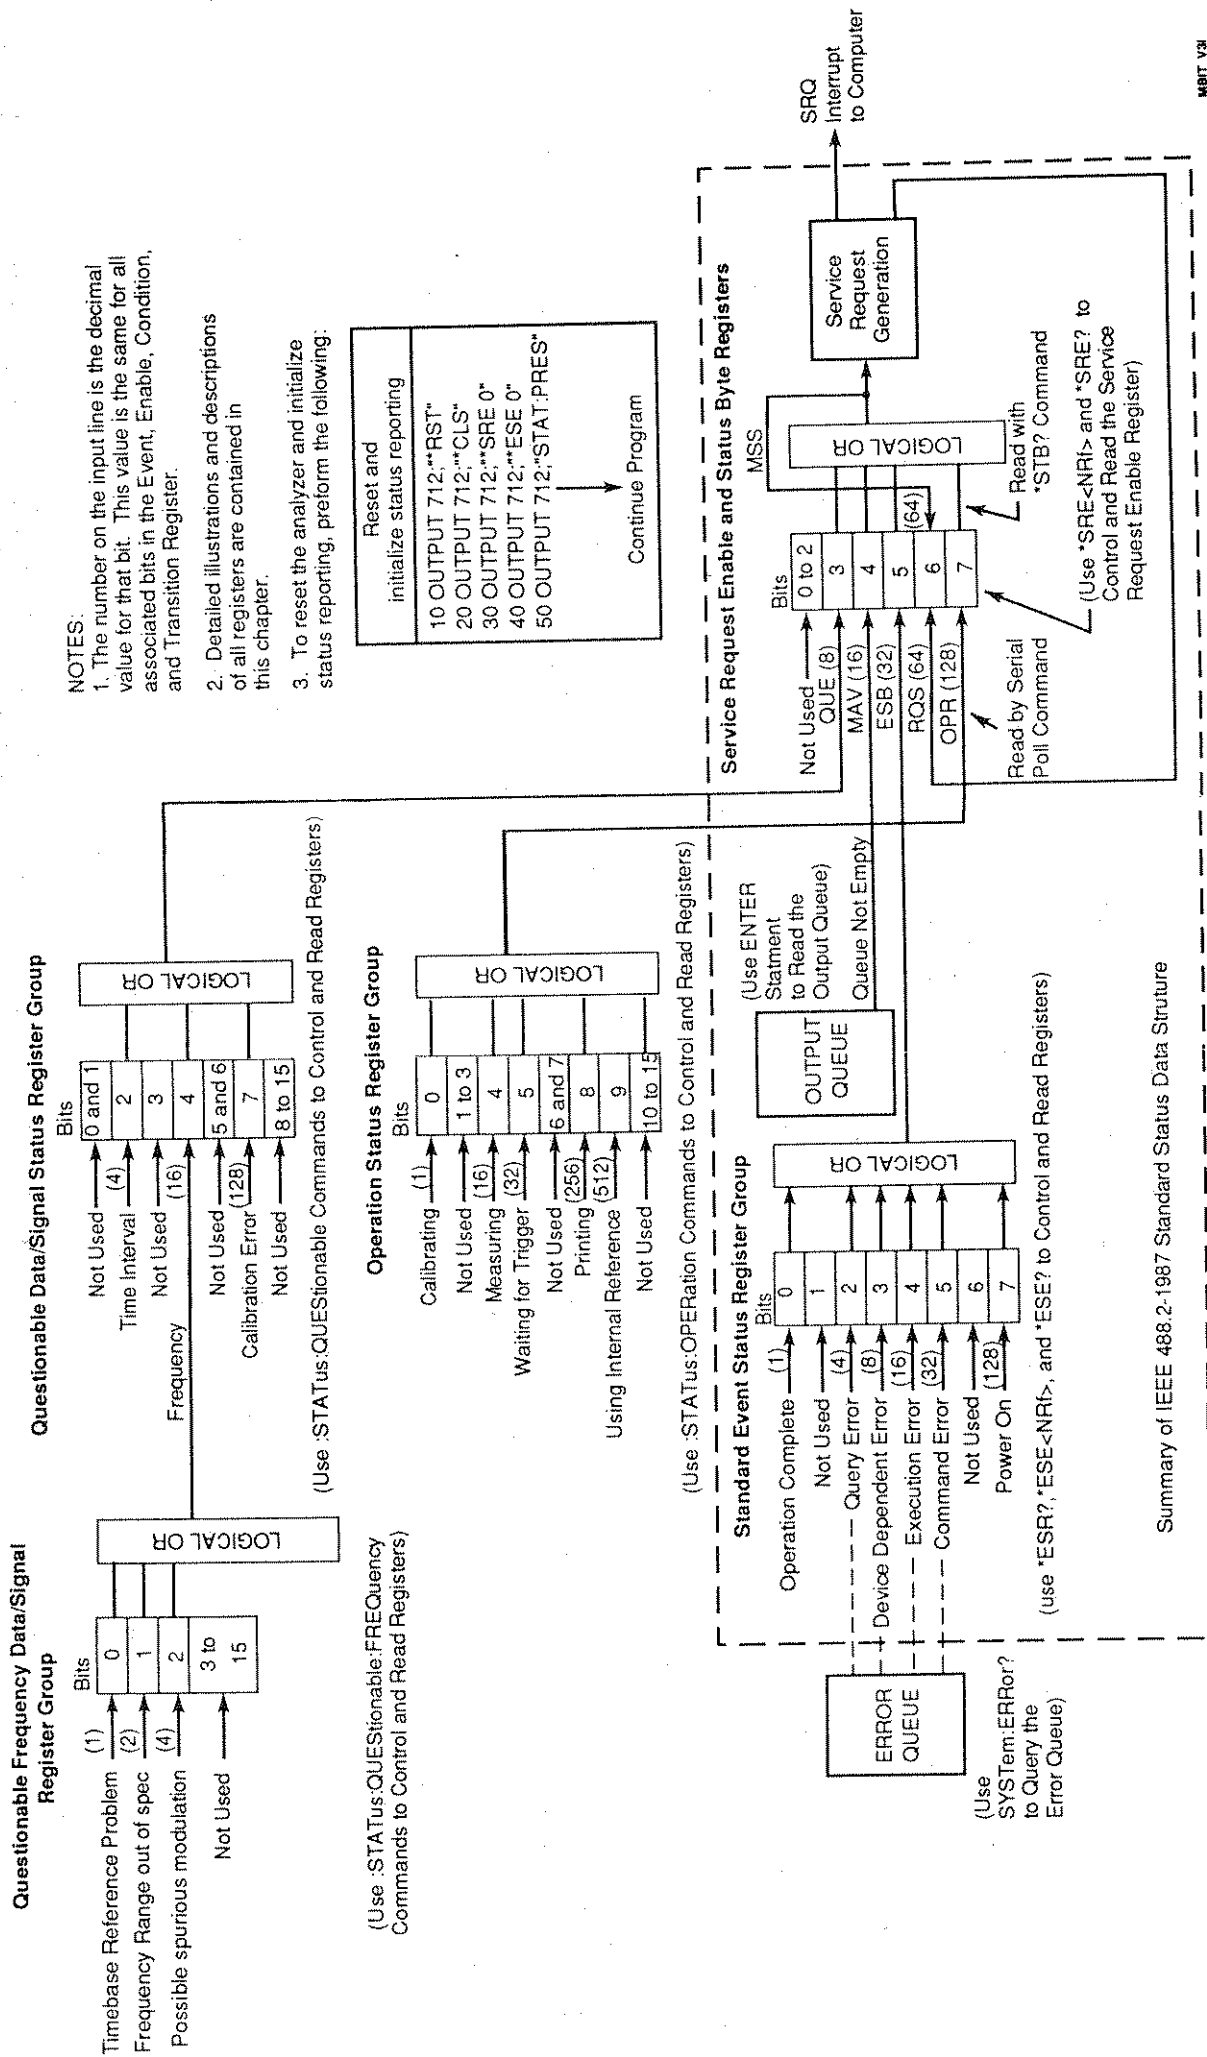 Questionable Frequency Data/Signal
Register Group
Bits
Timebase Reference Problem (1) 0
Frequency Range out of spec (2) 1
Possible spurious modulation (4) 2
Not Used 3 to 15
LOGICAL OR
(Use :STATus:QUEStionable:FREQuency
Commands to Control and Read Registers)
Questionable Data/Signal Status Register Group
Bits
Not Used 0 and 1
Time Interval (4) 2
Not Used 3
Frequency (16) 4
Not Used 5 and 6
Calibration Error (128) 7
Not Used 8 to 15
LOGICAL OR
(Use :STATus:QUEStionable Commands to Control and Read Registers)
Operation Status Register Group
Bits
Calibrating (1) 0
Not Used 1 to 3
Measuring (16) 4
Waiting for Trigger (32) 5
Not Used 6 and 7
Printing (256) 8
Using Internal Reference (512) 9
Not Used 10 to 15
LOGICAL OR
(Use :STATus:OPERation Commands to Control and Read Registers)
NOTES:
1. The number on the input line is the decimal
value for that bit. This value is the same for all
associated bits in the Event, Enable, Condition,
and Transition Register.
2. Detailed illustrations and descriptions
of all registers are contained in
this chapter.
3. To reset the analyzer and initialize
status reporting, preform the following:
Reset and
initialize status reporting
10 OUTPUT 712;"*RST"
20 OUTPUT 712;"*CLS"
30 OUTPUT 712;"*SRE 0"
40 OUTPUT 712;"*ESE 0"
50 OUTPUT 712;"STAT:PRES"
Continue Program
Standard Event Status Register Group
Bits
Operation Complete (1) 0
Not Used 1
Query Error (4) 2
Device Dependent Error (8) 3
Execution Error (16) 4
Command Error (32) 5
Not Used 6
Power On (128) 7
LOGICAL OR
(use *ESR?,*ESE<NRf>, and *ESE? to Control and Read Registers)
ERROR
QUEUE
(Use
SYSTem:ERRor?
to Query the
Error Queue)
OUTPUT
QUEUE
(Use ENTER
Statment
to Read the
Output Queue)
Queue Not Empty
Service Request Enable and Status Byte Registers
Bits
Not Used 0 to 2
QUE (8) 3
MAV (16) 4
ESB (32) 5
RQS (64) 6 (64)
OPR (128) 7
LOGICAL OR
MSS
Service
Request
Generation
SRQ
Interrupt
to Computer
Read by Serial
Poll Command
Read with
*STB? Command
(Use *SRE<NRf> and *SRE? to
Control and Read the Service
Request Enable Register)
Summary of IEEE 488.2-1987 Standard Status Data Struture